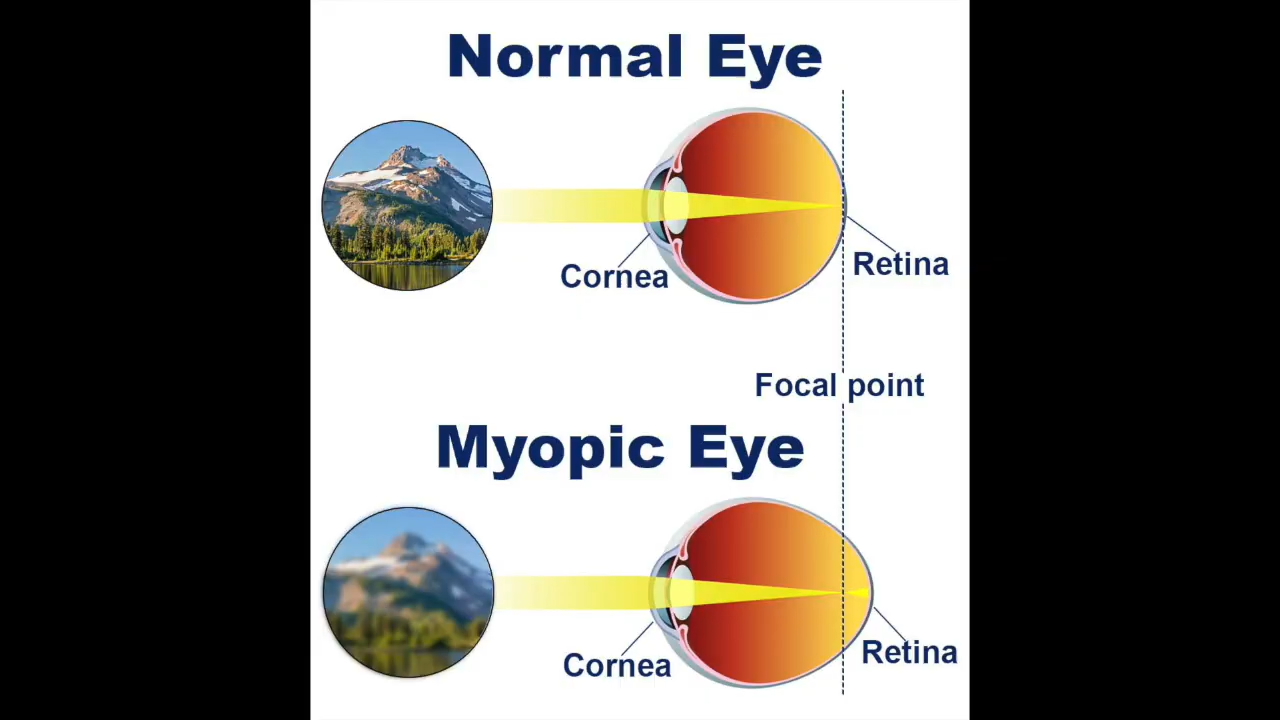 Normal Eye
Cornea
Retina
Focal point
Myopic Eye
Cornea
Retina